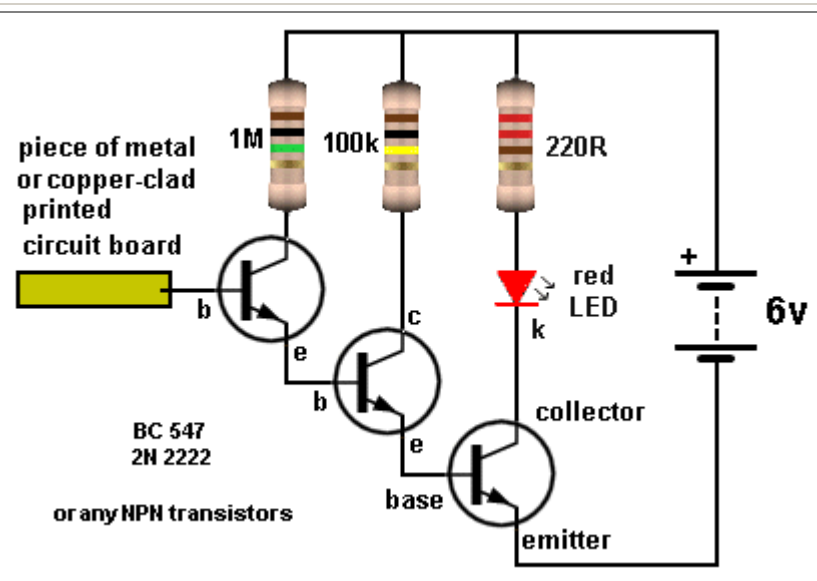 piece of metal
or copper-clad
printed
circuit board
1M
100k
220R
red
LED
k
+
6v
b
e
c
b
e
collector
base
emitter
BC 547
2N 2222
or any NPN transistors